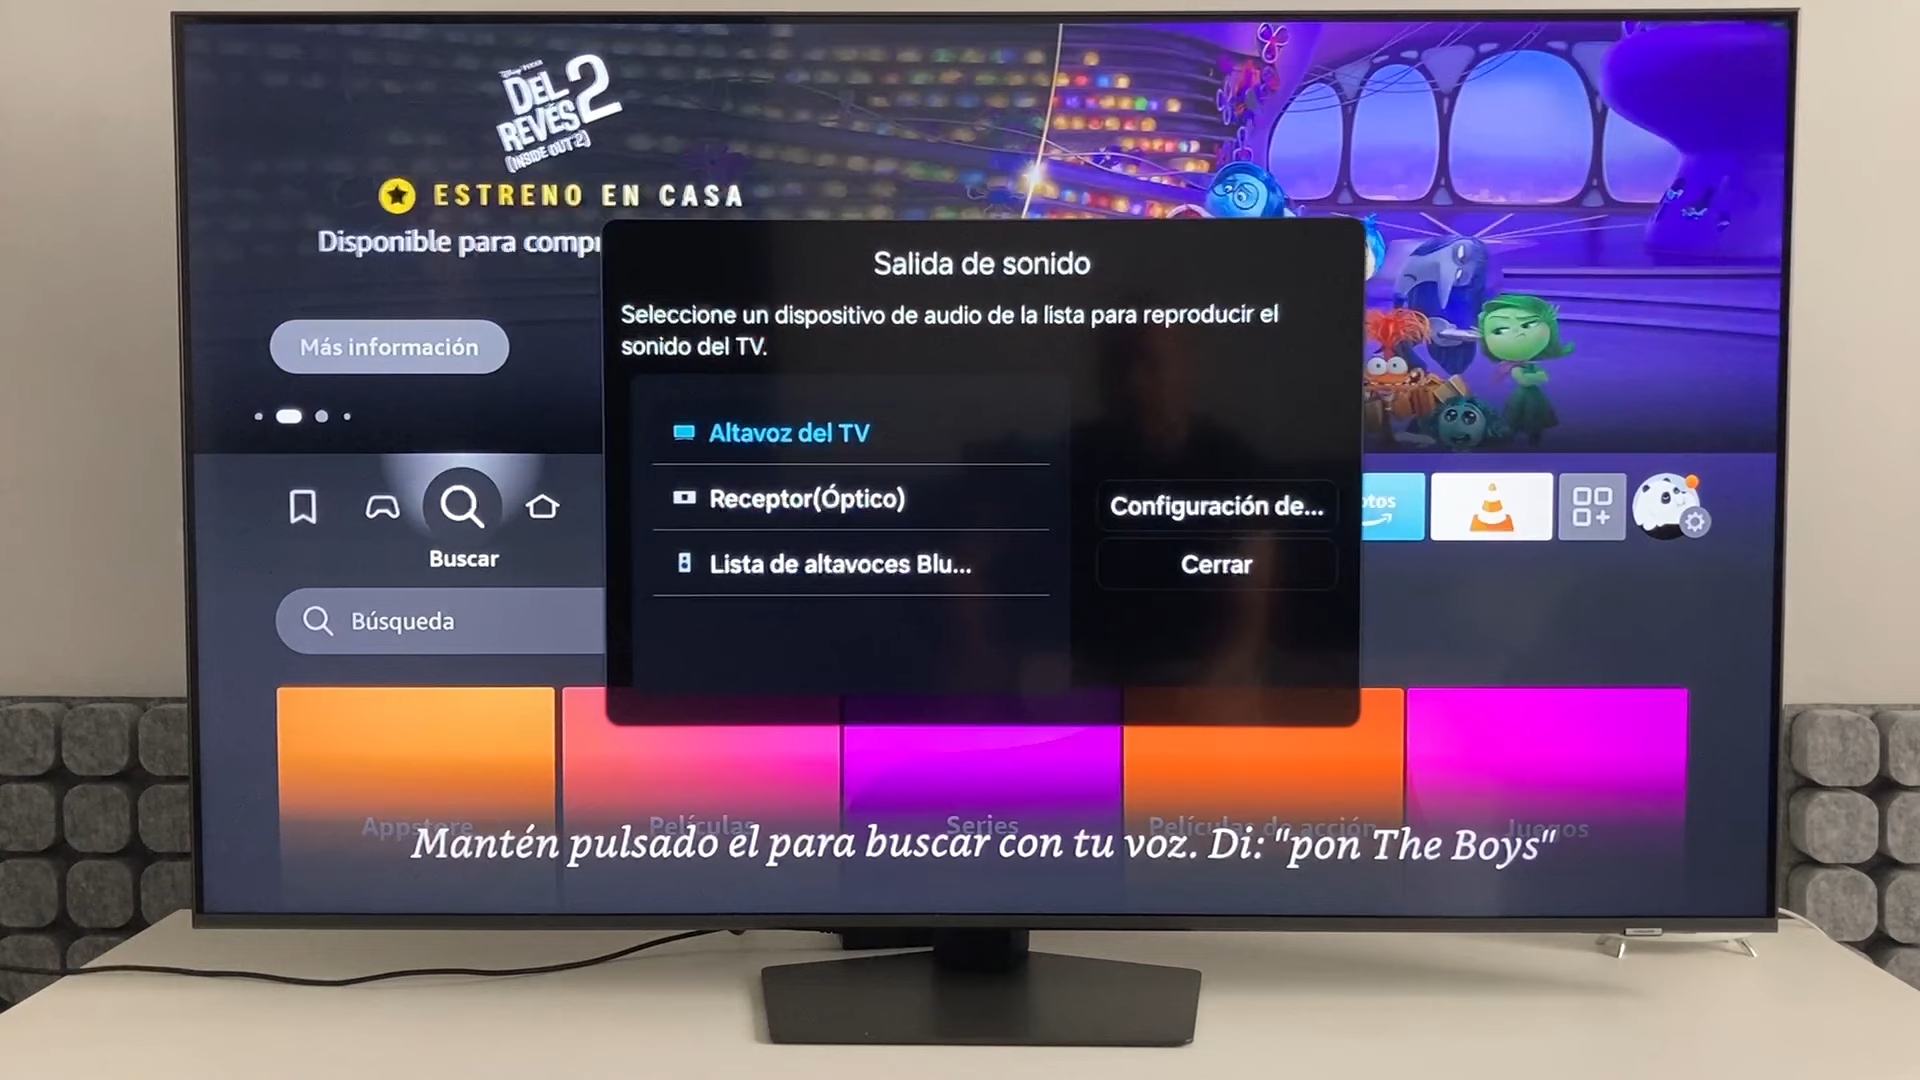 DEL
REVÉS 2
(INSIDE OUT 2)
ESTRENO EN CASA
Disponible para comp
Más información
Salida de sonido
Seleccione un dispositivo de audio de la lista para reproducir el
sonido del TV.
Altavoz del TV
Receptor(Óptico)
Lista de altavoces Blu...
Configuración de...
Cerrar
otos
Buscar
Búsqueda
Appstore
Películas
Series
Películas de acción
Juegos
Mantén pulsado el para buscar con tu voz. Di: "pon The Boys"